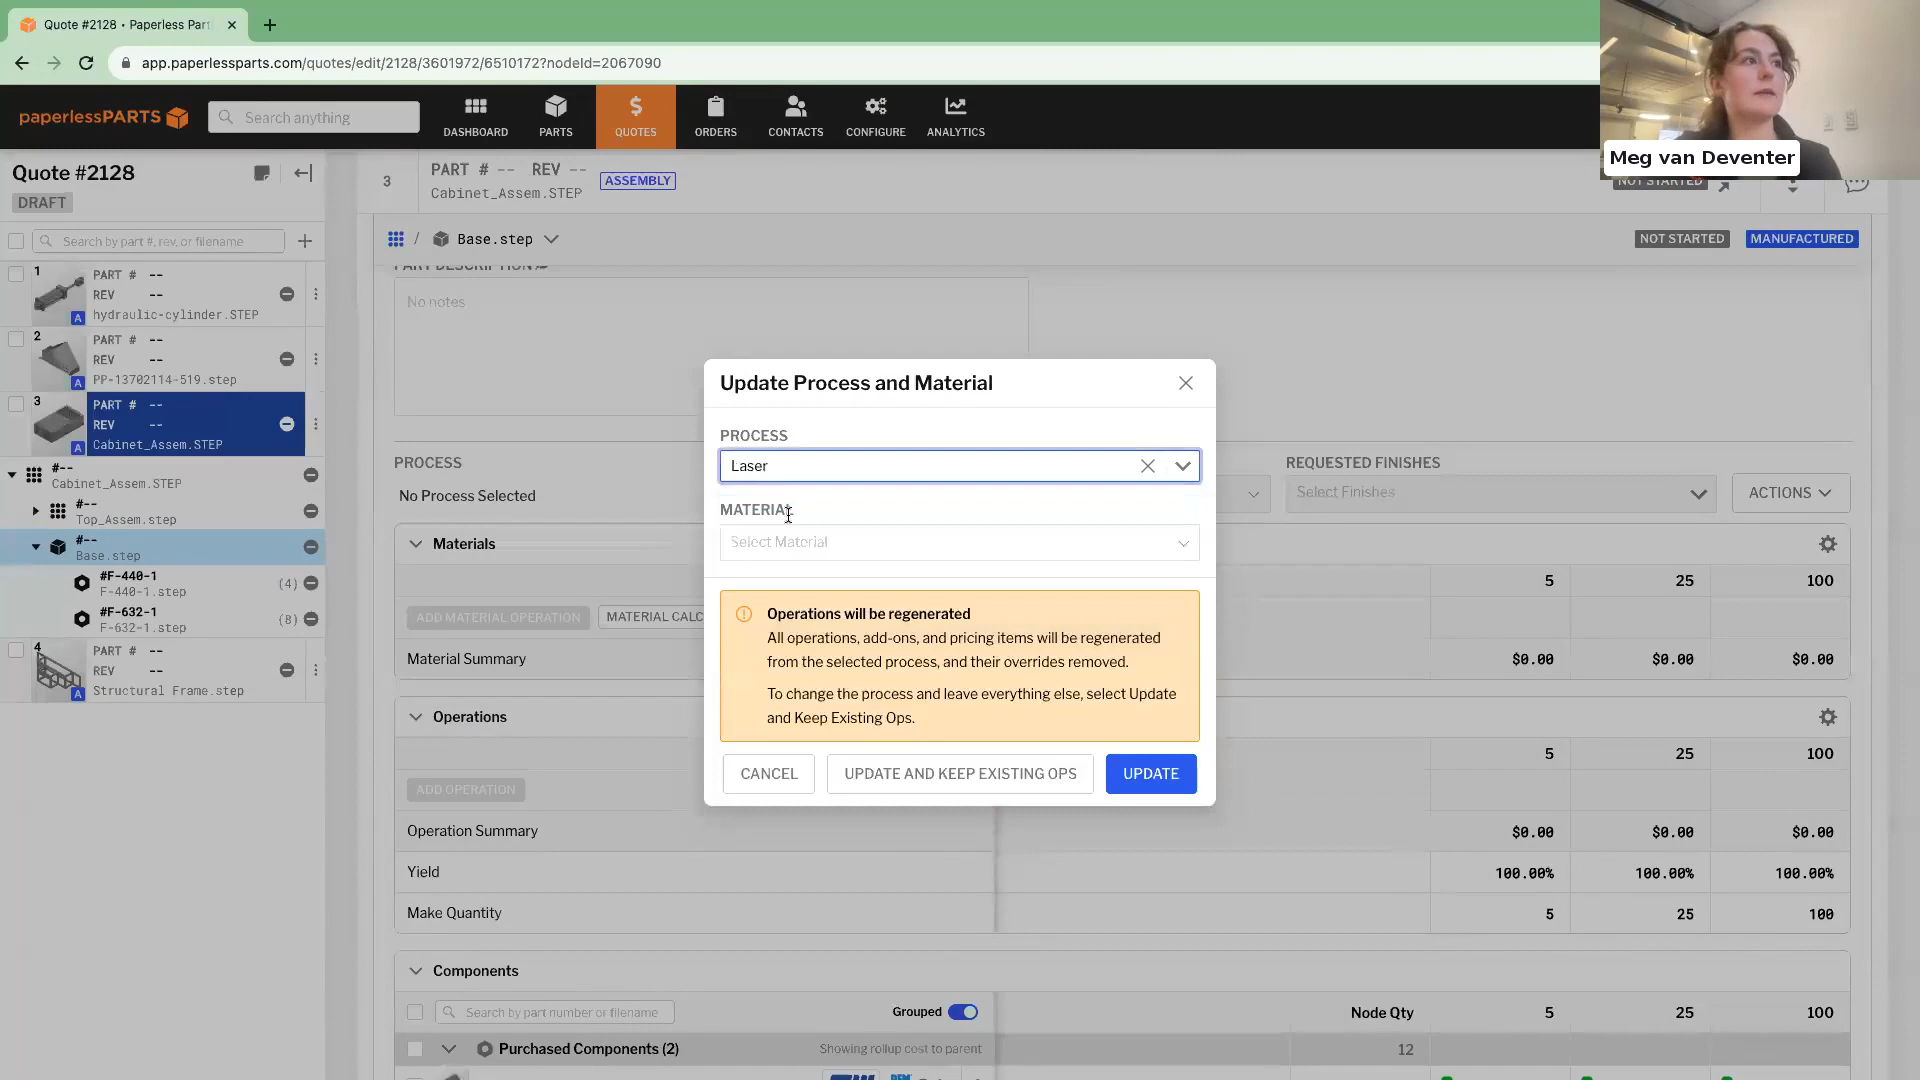 Quote #2128 • Paperless Part
app.paperlessparts.com/quotes/edit/2128/3601972/6510172?nodeId=2067090
paperlessPARTS
Search anything
DASHBOARD
PARTS
$
QUOTES
ORDERS
CONTACTS
CONFIGURE
ANALYTICS
Meg van Deventer
Quote #2128
DRAFT
Search by part #, rev, or filename
1
PART # --
REV --
hydraulic-cylinder.STEP
A
2
PART # --
REV --
PP-13702114-519.step
A
3
PART # --
REV --
Cabinet_Assem.STEP
A
#--
Cabinet_Assem.STEP
#--
Top_Assem.step
#--
Base.step
#F-440-1
F-440-1.step
(4)
#F-632-1
F-632-1.step
(8)
4
PART # --
REV --
Structural Frame.step
A
3
PART # -- REV --
ASSEMBLY
Cabinet_Assem.STEP
NOT STARTED
/ Base.step
NOT STARTED
MANUFACTURED
PART DESCRIPTION
No notes
PROCESS
No Process Selected
REQUESTED FINISHES
Select Finishes
ACTIONS
Materials
5 25 100
ADD MATERIAL OPERATION
MATERIAL CALC
Material Summary
$0.00 $0.00 $0.00
Operations
5 25 100
ADD OPERATION
Operation Summary
$0.00 $0.00 $0.00
Yield
100.00% 100.00% 100.00%
Make Quantity
5 25 100
Components
Search by part number or filename
Grouped
Node Qty 5 25 100
Purchased Components (2)
Showing rollup cost to parent
12
Update Process and Material
PROCESS
Laser
MATERIAL
Select Material
Operations will be regenerated
All operations, add-ons, and pricing items will be regenerated
from the selected process, and their overrides removed.
To change the process and leave everything else, select Update
and Keep Existing Ops.
CANCEL
UPDATE AND KEEP EXISTING OPS
UPDATE